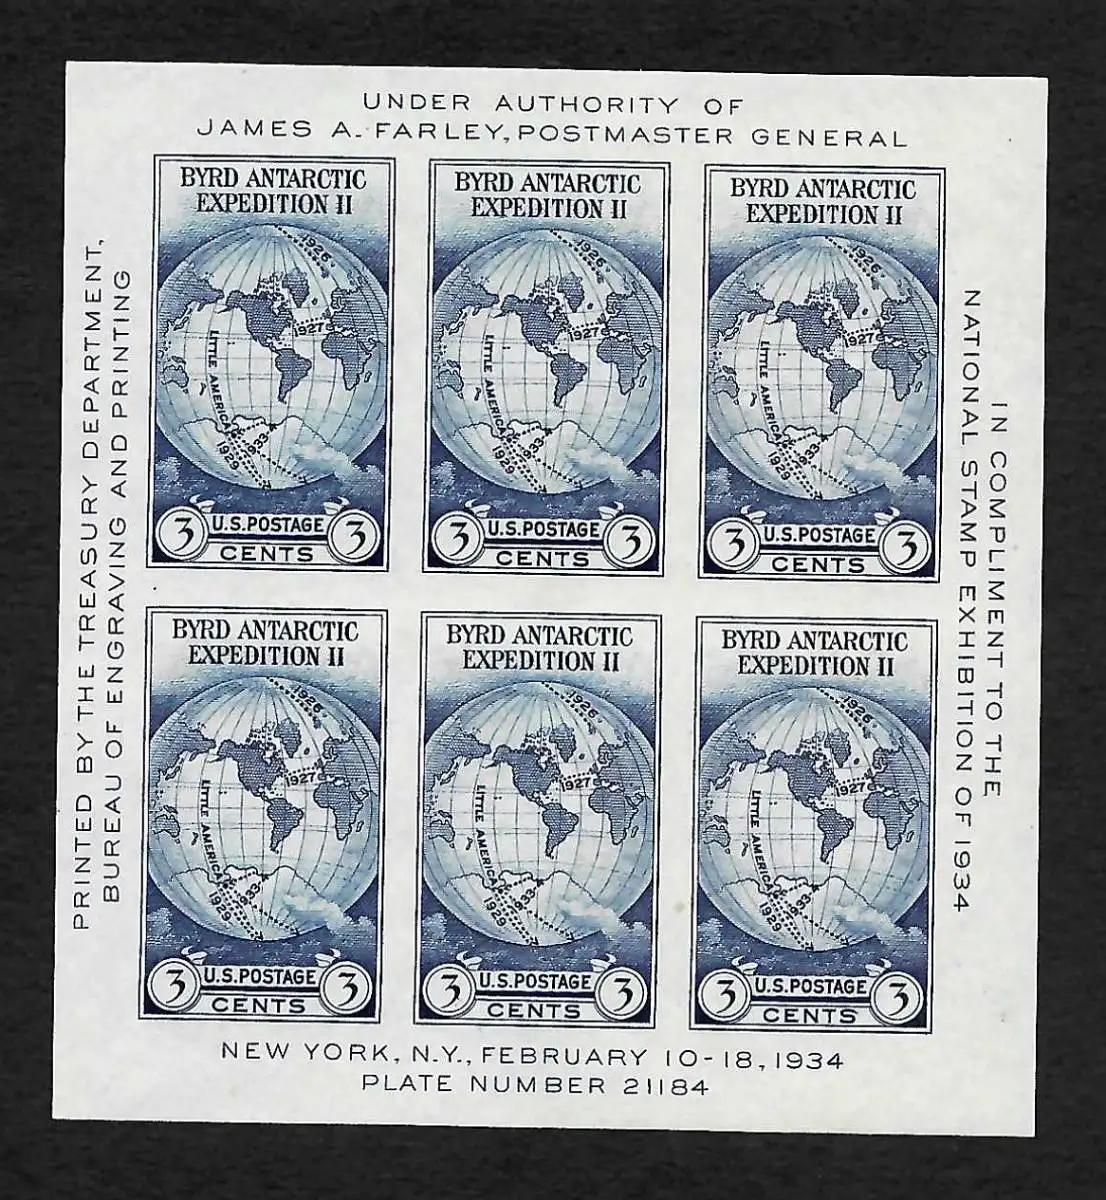 UNDER AUTHORITY OF
JAMES A. FARLEY, POSTMASTER GENERAL
PRINTED BY THE TREASURY DEPARTMENT,
BUREAU OF ENGRAVING AND PRINTING
BYRD ANTARCTIC
EXPEDITION II
1926
1927
LITTLE AMERICA
1933
1929
3 U.S.POSTAGE 3
CENTS
BYRD ANTARCTIC
EXPEDITION II
1926
1927
LITTLE AMERICA
1933
1929
3 U.S.POSTAGE 3
CENTS
BYRD ANTARCTIC
EXPEDITION II
1926
1927
LITTLE AMERICA
1933
1929
3 U.S.POSTAGE 3
CENTS
BYRD ANTARCTIC
EXPEDITION II
1926
1927
LITTLE AMERICA
1933
1929
3 U.S.POSTAGE 3
CENTS
BYRD ANTARCTIC
EXPEDITION II
1926
1927
LITTLE AMERICA
1933
1929
3 U.S.POSTAGE 3
CENTS
BYRD ANTARCTIC
EXPEDITION II
1926
1927
LITTLE AMERICA
1933
1929
3 U.S.POSTAGE 3
CENTS
IN COMPLIMENT TO THE
NATIONAL STAMP EXHIBITION OF 1934
NEW YORK, N.Y., FEBRUARY 10-18, 1934
PLATE NUMBER 21184